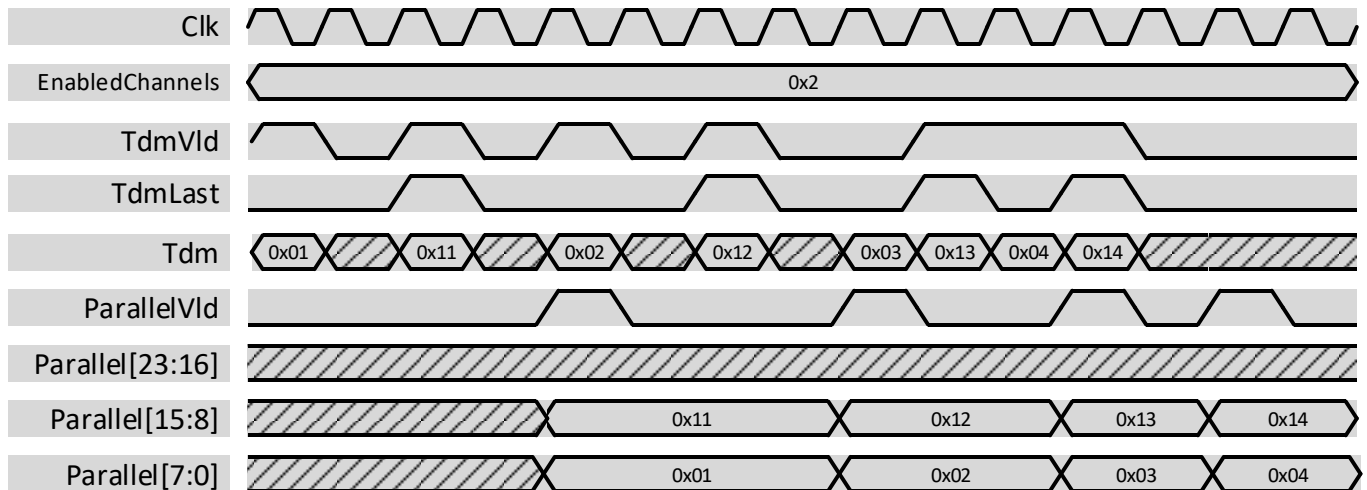 Clk
EnabledChannels 0x2
TdmVld
TdmLast
Tdm 0x01 0x11 0x02 0x12 0x03 0x13 0x04 0x14
ParallelVld
Parallel[23:16]
Parallel[15:8] 0x11 0x12 0x13 0x14
Parallel[7:0] 0x01 0x02 0x03 0x04